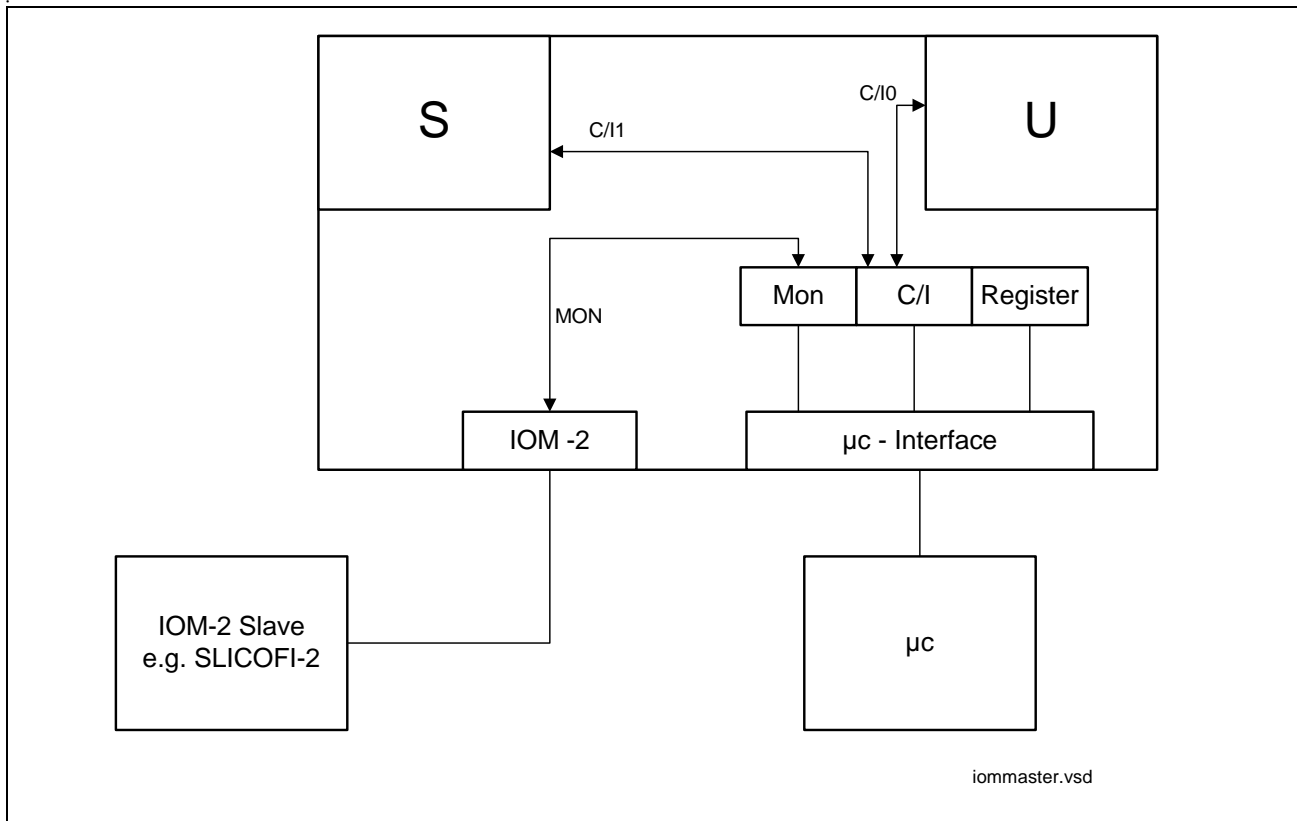 S
U
C/I0
C/I1
Mon
C/I
Register
MON
IOM -2
µc - Interface
IOM-2 Slave
e.g. SLICOFI-2
µc
iommaster.vsd